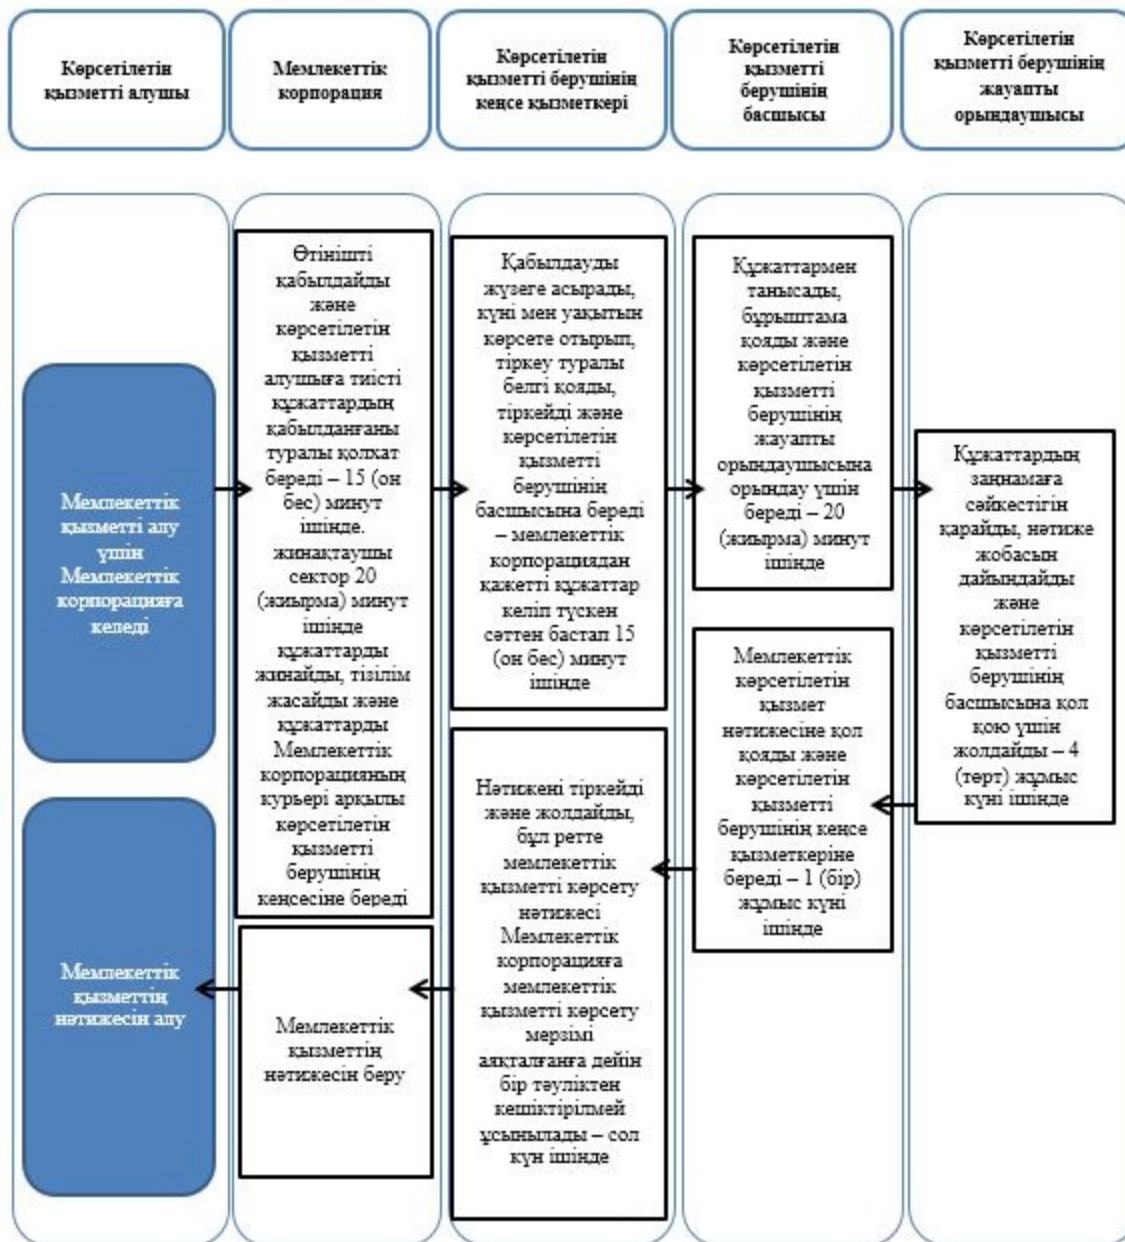 Көрсетілетін
қызметті алушы
Мемлекеттік
корпорация
Көрсетілетін
қызметті берушінің
кеңсе қызметкері
Көрсетілетін
қызметті
берушінің
басшысы
Көрсетілетін
қызметті берушінің
жауапты
орындаушысы
Мемлекеттік
қызметті алу
үшін
Мемлекеттік
корпорацияға
келеді
Өтінішті
қабылдайды
және
көрсетілетін
қызметті
алушыға тиісті
құжаттардың
қабылданғаны
туралы қолхат
береді – 15 (он
бес) минут
ішінде.
жинақтаушы
сектор 20
(жиырма) минут
ішінде
құжаттарды
жинайды, тізілім
жасайды және
құжаттарды
Мемлекеттік
корпорацияның
курьері арқылы
көрсетілетін
қызметті
берушінің
кеңсесіне береді
Қабылдауды
жүзеге асырады,
күні мен уақытын
көрсете отырып,
тіркеу туралы
белгі қояды,
тіркейді және
көрсетілетін
қызметті
берушінің
басшысына береді
– мемлекеттік
корпорациядан
қажетті құжаттар
келіп түскен
сәттен бастап 15
(он бес) минут
ішінде
Құжаттармен
танысады,
бұрыштама
қояды және
көрсетілетін
қызметті
берушінің
жауапты
орындаушысына
орындау үшін
береді – 20
(жиырма) минут
ішінде
Құжаттардың
заңнамаға
сәйкестігін
қарайды, нәтиже
жобасын
дайындайды
және
көрсетілетін
қызметті
берушінің
басшысына қол
қою үшін
жолдайды – 4
(төрт) жұмыс
күні ішінде
Мемлекеттік
көрсетілетін
қызмет
нәтижесіне қол
қояды және
көрсетілетін
қызметті
берушінің кеңсе
қызметкеріне
береді – 1 (бір)
жұмыс күні
ішінде
Нәтижені тіркейді
және жолдайды,
бұл ретте
мемлекеттік
қызметті көрсету
нәтижесі
Мемлекеттік
корпорацияға
мемлекеттік
қызметті көрсету
мерзімі
аяқталғанға дейін
бір тәуліктен
кешіктірілмей
ұсынылады – сол
күн ішінде
Мемлекеттік
қызметтің
нәтижесін беру
Мемлекеттік
қызметтің
нәтижесін алу